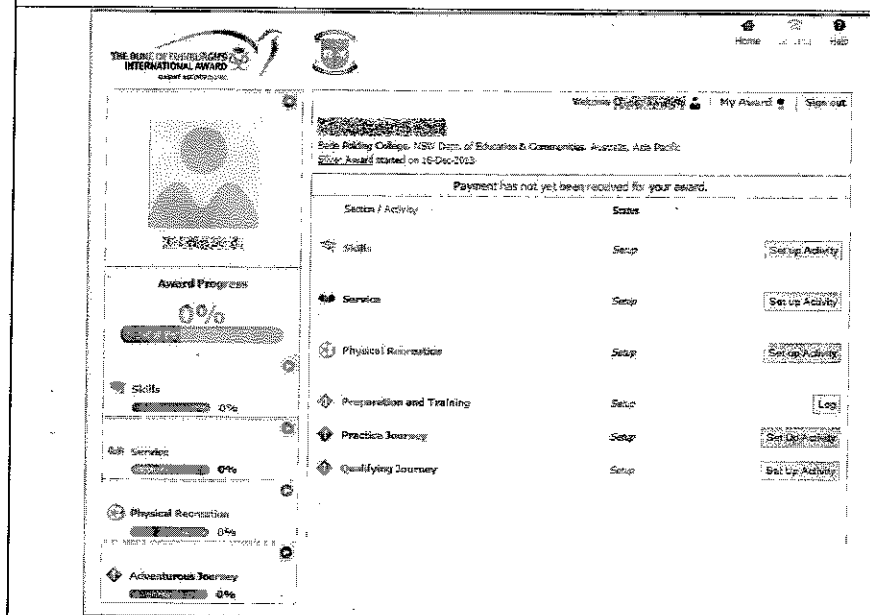 Home Help
THE DUKE OF EDINBURGH'S
INTERNATIONAL AWARD
Welcome My Award Sign out
Bede Polding College, NSW Dept. of Education & Communities, Australia, Asia Pacific
Silver Award started on 16-Dec-2013
Payment has not yet been received for your award.
Section / Activity Status
Skills Setup Set up Activity
Service Setup Set up Activity
Physical Recreation Setup Set up Activity
Preparation and Training Setup Log
Practice Journey Setup Set Up Activity
Qualifying Journey Setup Set Up Activity
Award Progress
0%
Skills
0%
Service
0%
Physical Recreation
0%
Adventurous Journey
0%